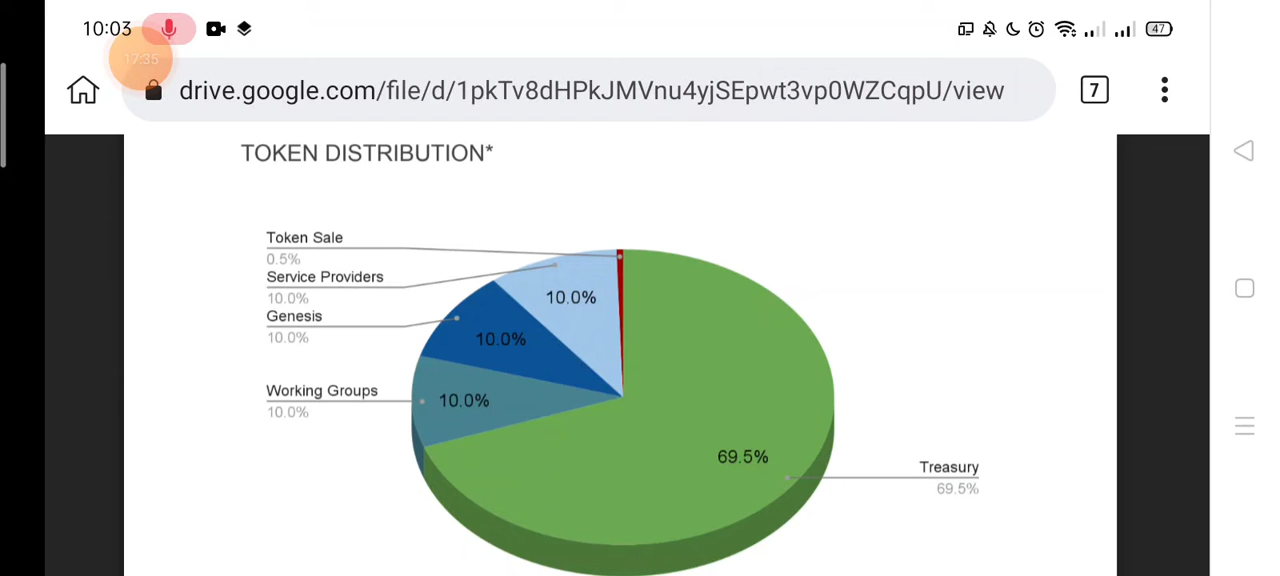 10:03
47
17:35
drive.google.com/file/d/1pkTv8dHPkJMVnu4yjSEpwt3vp0WZCqpU/view
7
TOKEN DISTRIBUTION*
Token Sale
0.5%
Service Providers
10.0%
Genesis
10.0%
Working Groups
10.0%
10.0%
10.0%
10.0%
69.5%
Treasury
69.5%